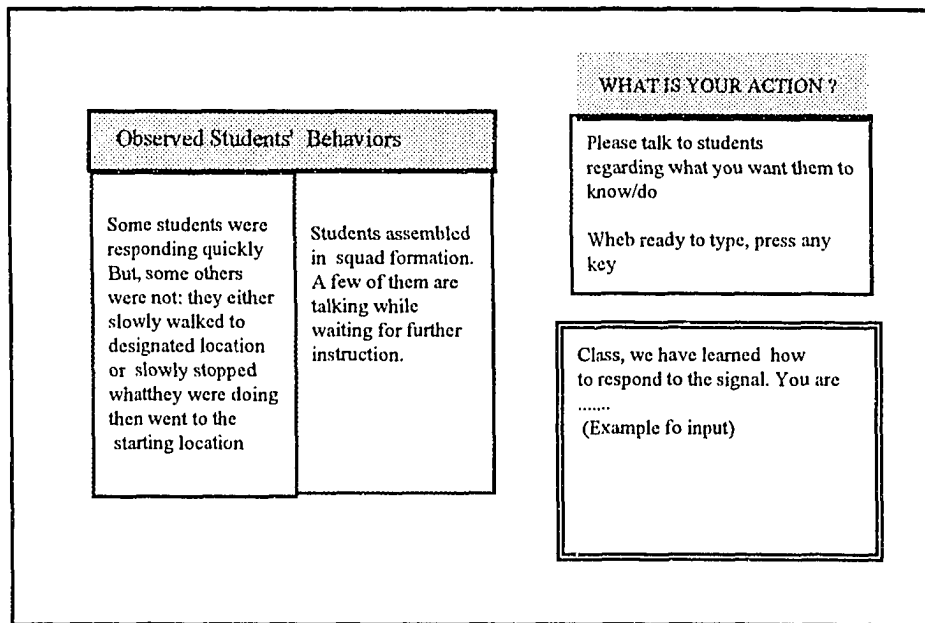 WHAT IS YOUR ACTION ?
Observed Students' Behaviors
Some students were
responding quickly
But, some others
were not: they either
slowly walked to
designated location
or slowly stopped
whatthey were doing
then went to the
starting location
Students assembled
in squad formation.
A few of them are
talking while
waiting for further
instruction.
Please talk to students
regarding what you want them to
know/do
Wheb ready to type, press any
key
Class, we have learned how
to respond to the signal. You are
.......
(Example fo input)